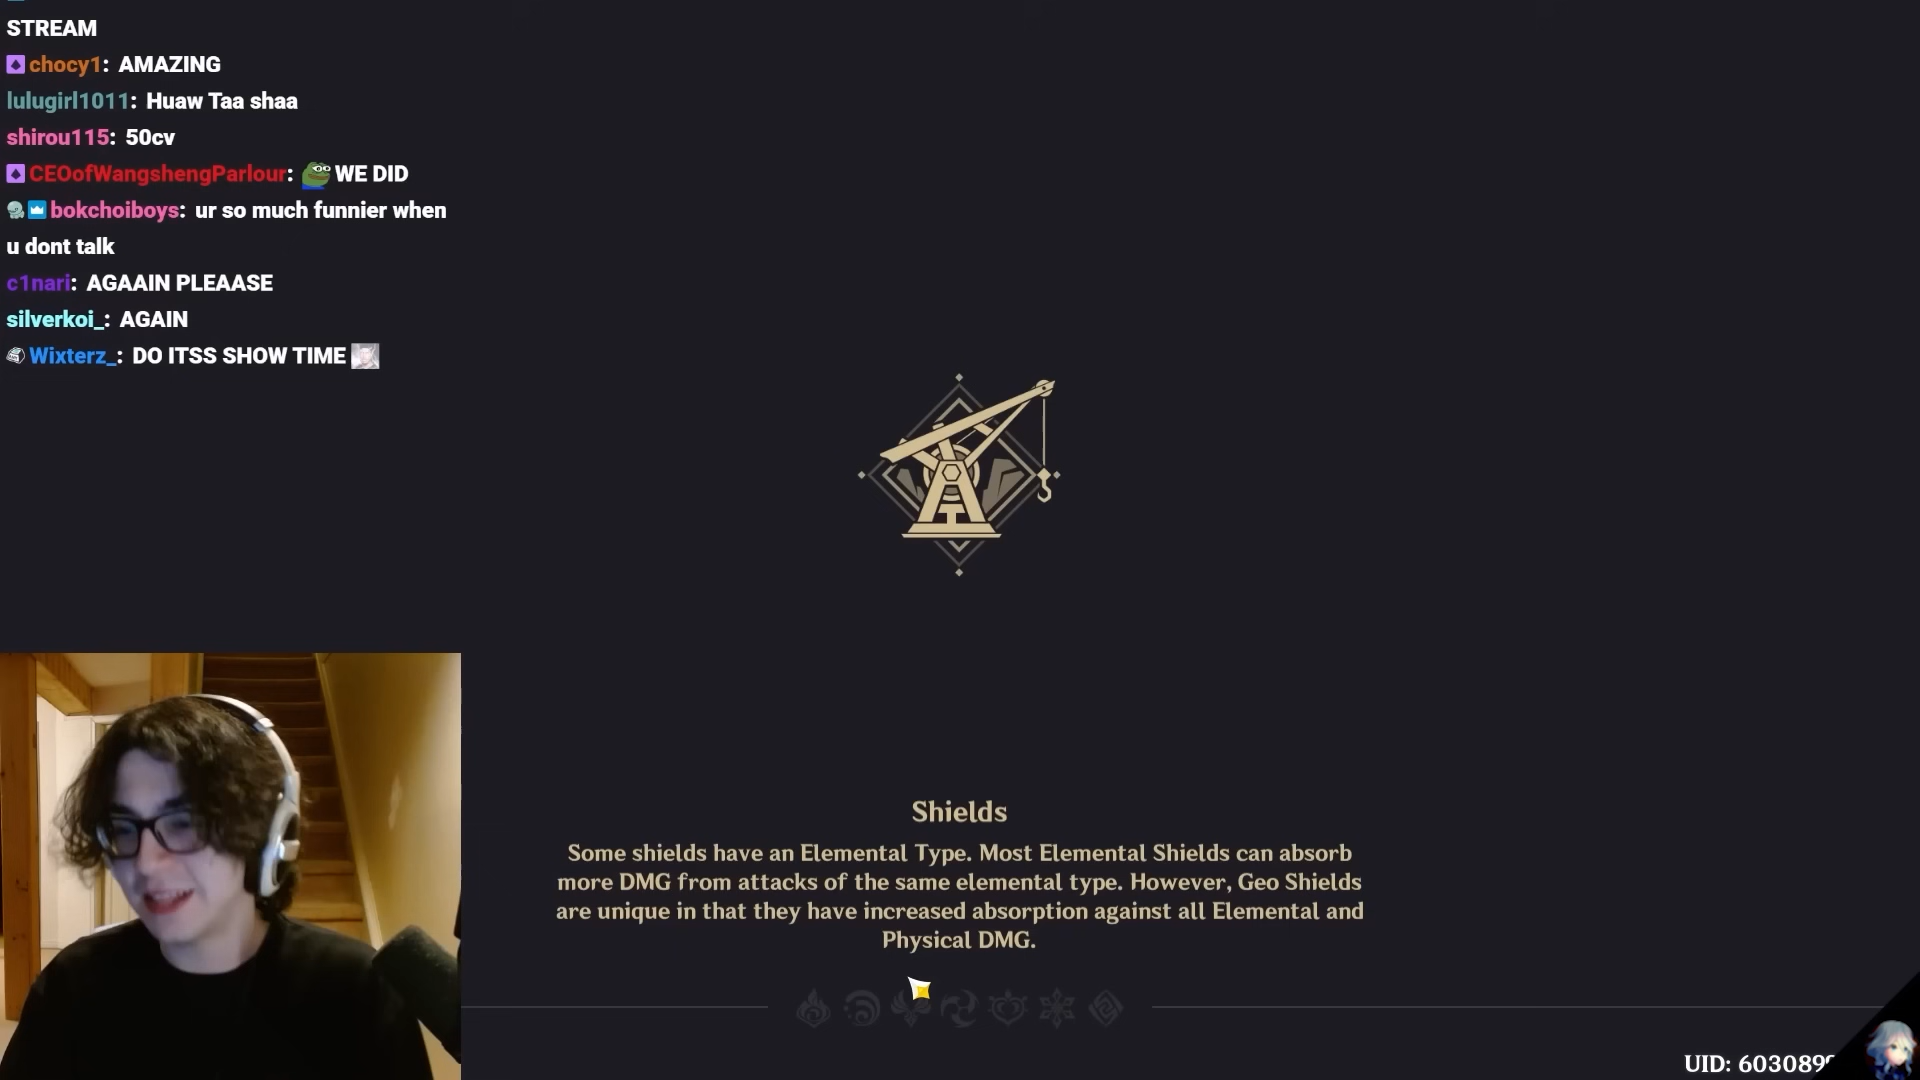 STREAM
chocy1: AMAZING
lulugirl1011: Huaw Taa shaa
shirou115: 50cv
CEOofWangshengParlour: WE DID
bokchoiboys: ur so much funnier when
u dont talk
c1nari: AGAAIN PLEAASE
silverkoi_: AGAIN
Wixterz_: DO ITSS SHOW TIME
Shields
Some shields have an Elemental Type. Most Elemental Shields can absorb
more DMG from attacks of the same elemental type. However, Geo Shields
are unique in that they have increased absorption against all Elemental and
Physical DMG.
UID: 603089